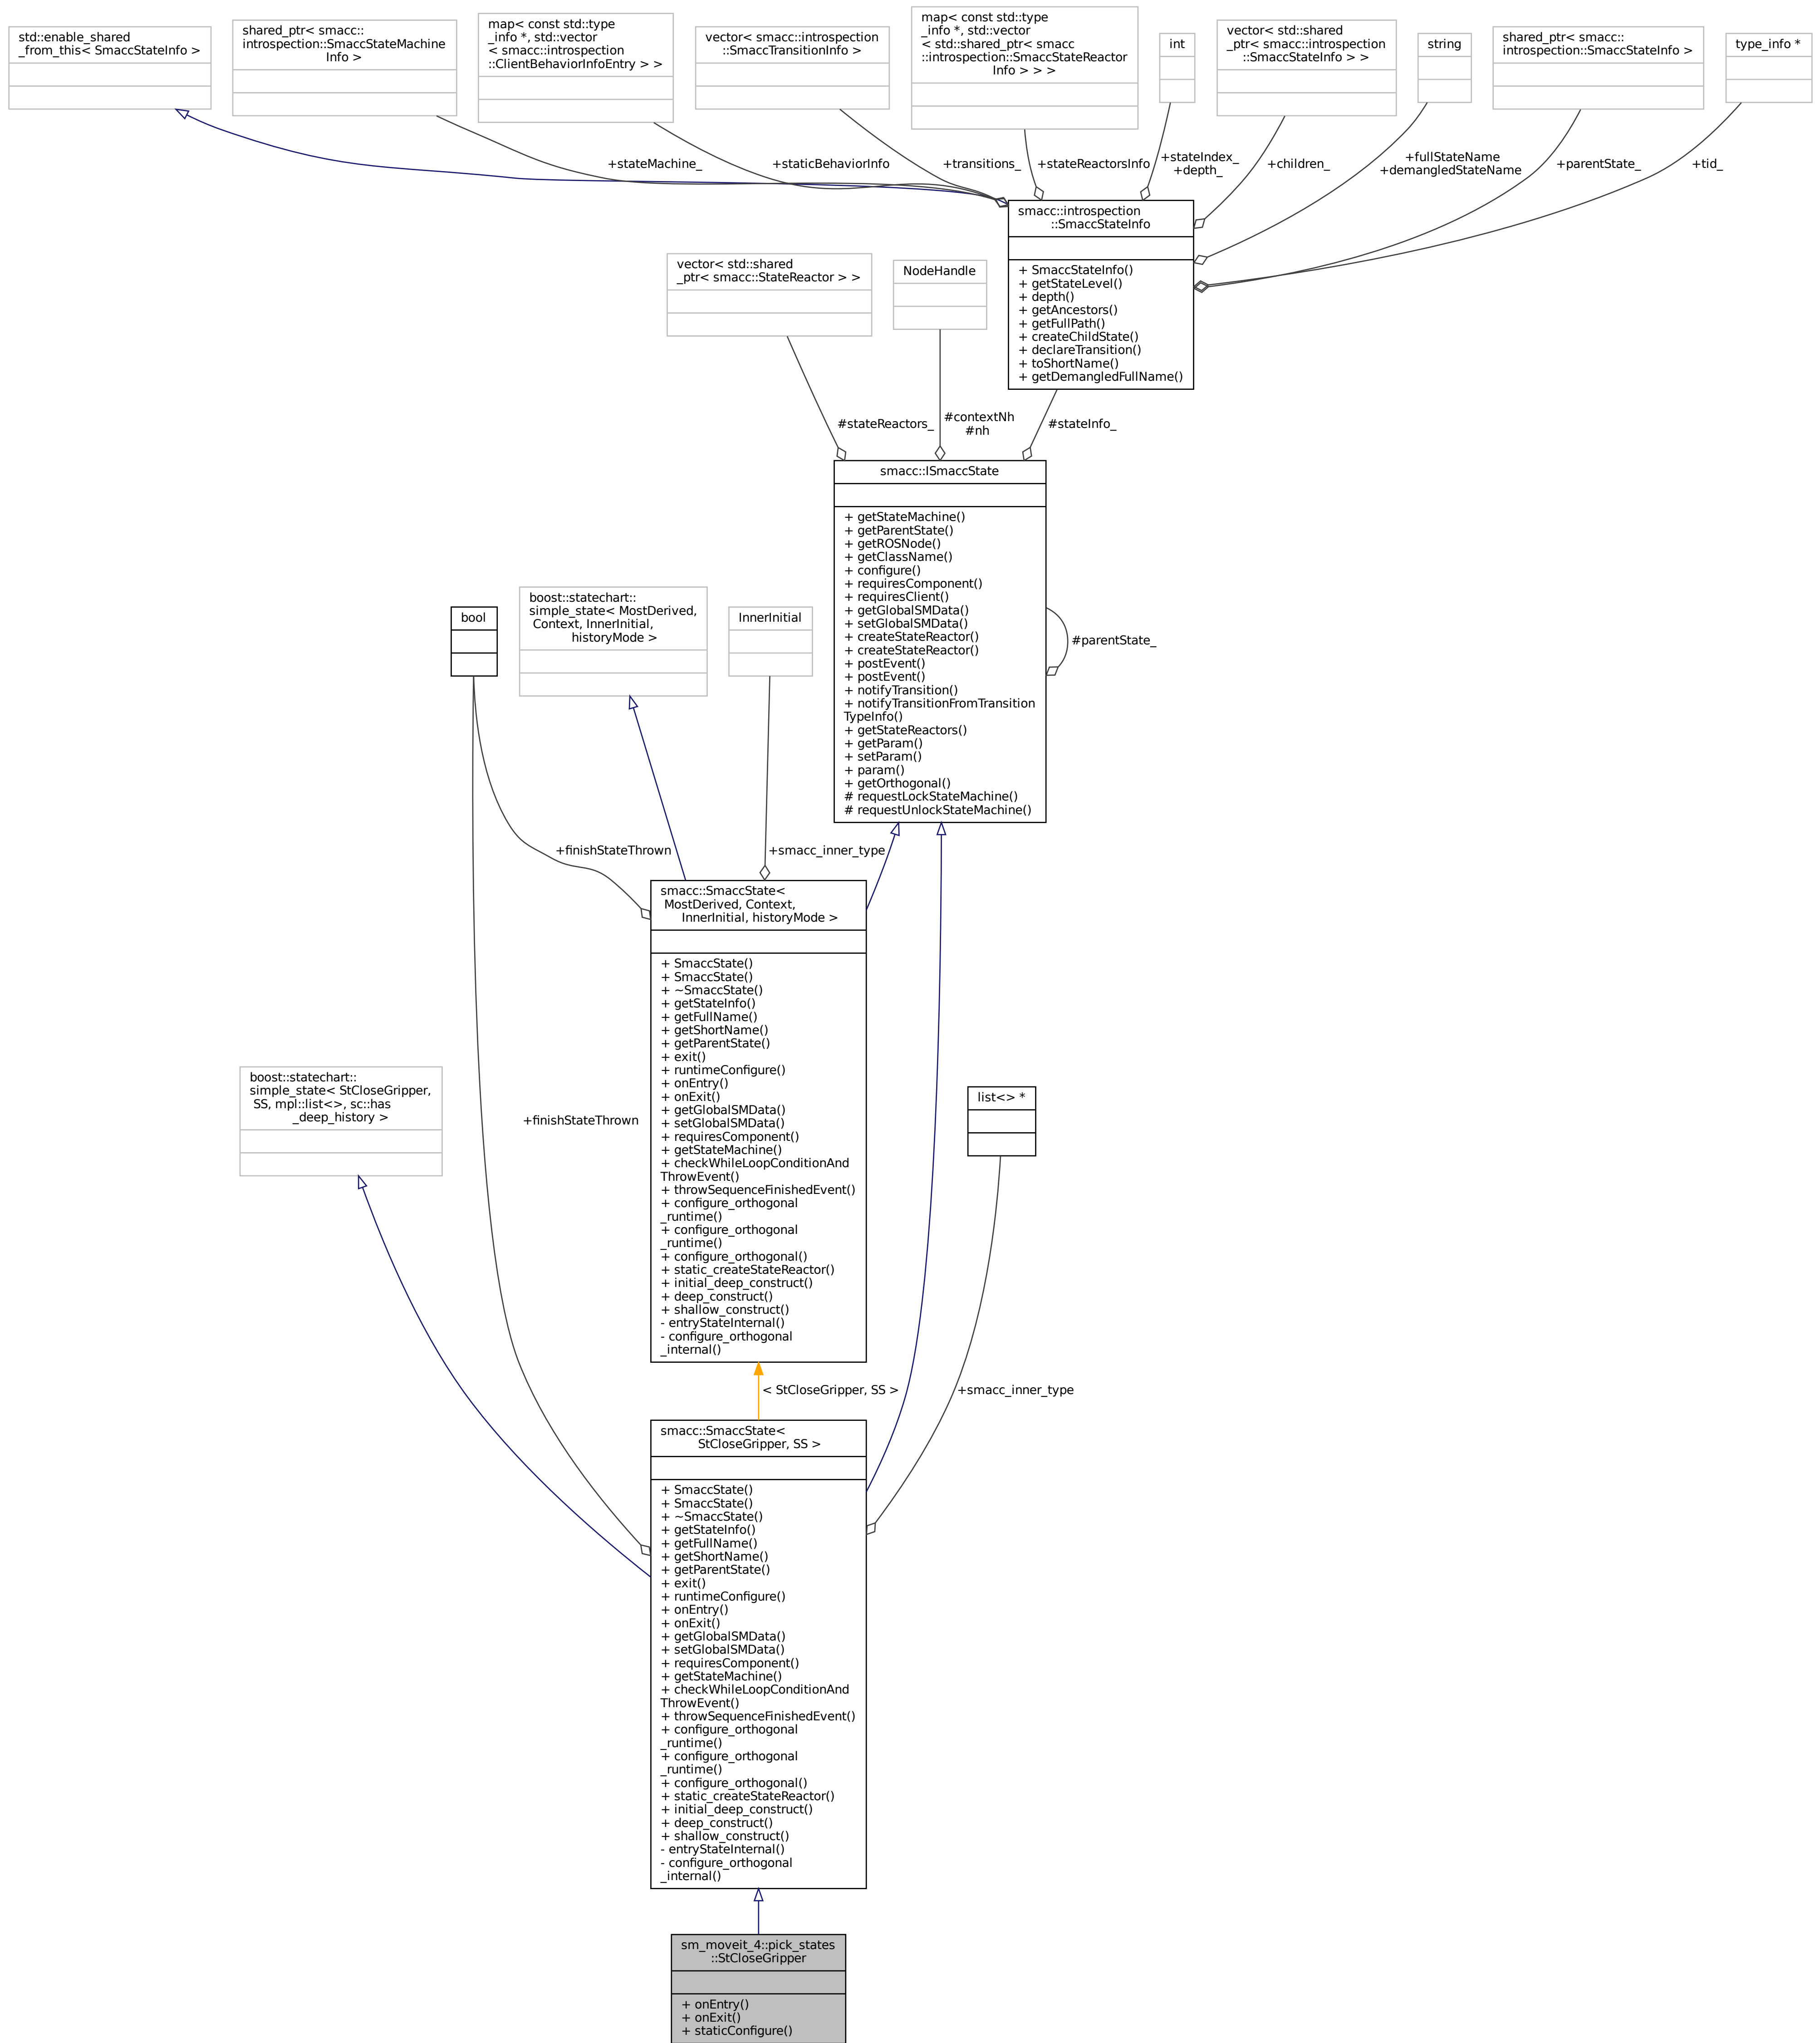 std::enable_shared
_from_this< SmaccStateInfo >
shared_ptr< smacc::
introspection::SmaccStateMachine
Info >
map< const std::type
_info *, std::vector
< smacc::introspection
::ClientBehaviorInfoEntry > >
vector< smacc::introspection
::SmaccTransitionInfo >
map< const std::type
_info *, std::vector
< std::shared_ptr< smacc
::introspection::SmaccStateReactor
Info > > >
int
vector< std::shared
_ptr< smacc::introspection
::SmaccStateInfo > >
string
shared_ptr< smacc::
introspection::SmaccStateInfo >
type_info *
+stateMachine_
+staticBehaviorInfo
+transitions_
+stateReactorsInfo
+stateIndex_
+depth_
+children_
+fullStateName
+demangledStateName
+parentState_
+tid_
smacc::introspection
::SmaccStateInfo
+ SmaccStateInfo()
+ getStateLevel()
+ depth()
+ getAncestors()
+ getFullPath()
+ createChildState()
+ declareTransition()
+ toShortName()
+ getDemangledFullName()
vector< std::shared
_ptr< smacc::StateReactor > >
NodeHandle
#stateReactors_
#contextNh
#nh
#stateInfo_
smacc::ISmaccState
+ getStateMachine()
+ getParentState()
+ getROSNode()
+ getClassName()
+ configure()
+ requiresComponent()
+ requiresClient()
+ getGlobalSMData()
+ setGlobalSMData()
+ createStateReactor()
+ createStateReactor()
+ postEvent()
+ postEvent()
+ notifyTransition()
+ notifyTransitionFromTransition
TypeInfo()
+ getStateReactors()
+ getParam()
+ setParam()
+ param()
+ getOrthogonal()
# requestLockStateMachine()
# requestUnlockStateMachine()
#parentState_
bool
boost::statechart::
simple_state< MostDerived,
Context, InnerInitial,
historyMode >
InnerInitial
+finishStateThrown
+smacc_inner_type
smacc::SmaccState<
MostDerived, Context,
InnerInitial, historyMode >
+ SmaccState()
+ SmaccState()
+ ~SmaccState()
+ getStateInfo()
+ getFullName()
+ getShortName()
+ getParentState()
+ exit()
+ runtimeConfigure()
+ onEntry()
+ onExit()
+ getGlobalSMData()
+ setGlobalSMData()
+ requiresComponent()
+ getStateMachine()
+ checkWhileLoopConditionAnd
ThrowEvent()
+ throwSequenceFinishedEvent()
+ configure_orthogonal
_runtime()
+ configure_orthogonal
_runtime()
+ configure_orthogonal()
+ static_createStateReactor()
+ initial_deep_construct()
+ deep_construct()
+ shallow_construct()
- entryStateInternal()
- configure_orthogonal
_internal()
boost::statechart::
simple_state< StCloseGripper,
SS, mpl::list<>, sc::has
_deep_history >
+finishStateThrown
list<> *
< StCloseGripper, SS >
+smacc_inner_type
smacc::SmaccState<
StCloseGripper, SS >
+ SmaccState()
+ SmaccState()
+ ~SmaccState()
+ getStateInfo()
+ getFullName()
+ getShortName()
+ getParentState()
+ exit()
+ runtimeConfigure()
+ onEntry()
+ onExit()
+ getGlobalSMData()
+ setGlobalSMData()
+ requiresComponent()
+ getStateMachine()
+ checkWhileLoopConditionAnd
ThrowEvent()
+ throwSequenceFinishedEvent()
+ configure_orthogonal
_runtime()
+ configure_orthogonal
_runtime()
+ configure_orthogonal()
+ static_createStateReactor()
+ initial_deep_construct()
+ deep_construct()
+ shallow_construct()
- entryStateInternal()
- configure_orthogonal
_internal()
sm_moveit_4::pick_states
::StCloseGripper
+ onEntry()
+ onExit()
+ staticConfigure()